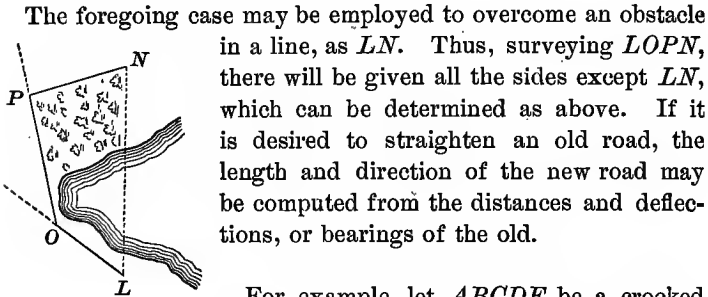 The foregoing case may be employed to overcome an obstacle
in a line, as LN. Thus, surveying LOPN,
there will be given all the sides except LN,
which can be determined as above. If it
is desired to straighten an old road, the
length and direction of the new road may
be computed from the distances and deflec-
tions, or bearings of the old.
For example, let ABCDE be a crooked
N
P
O
L